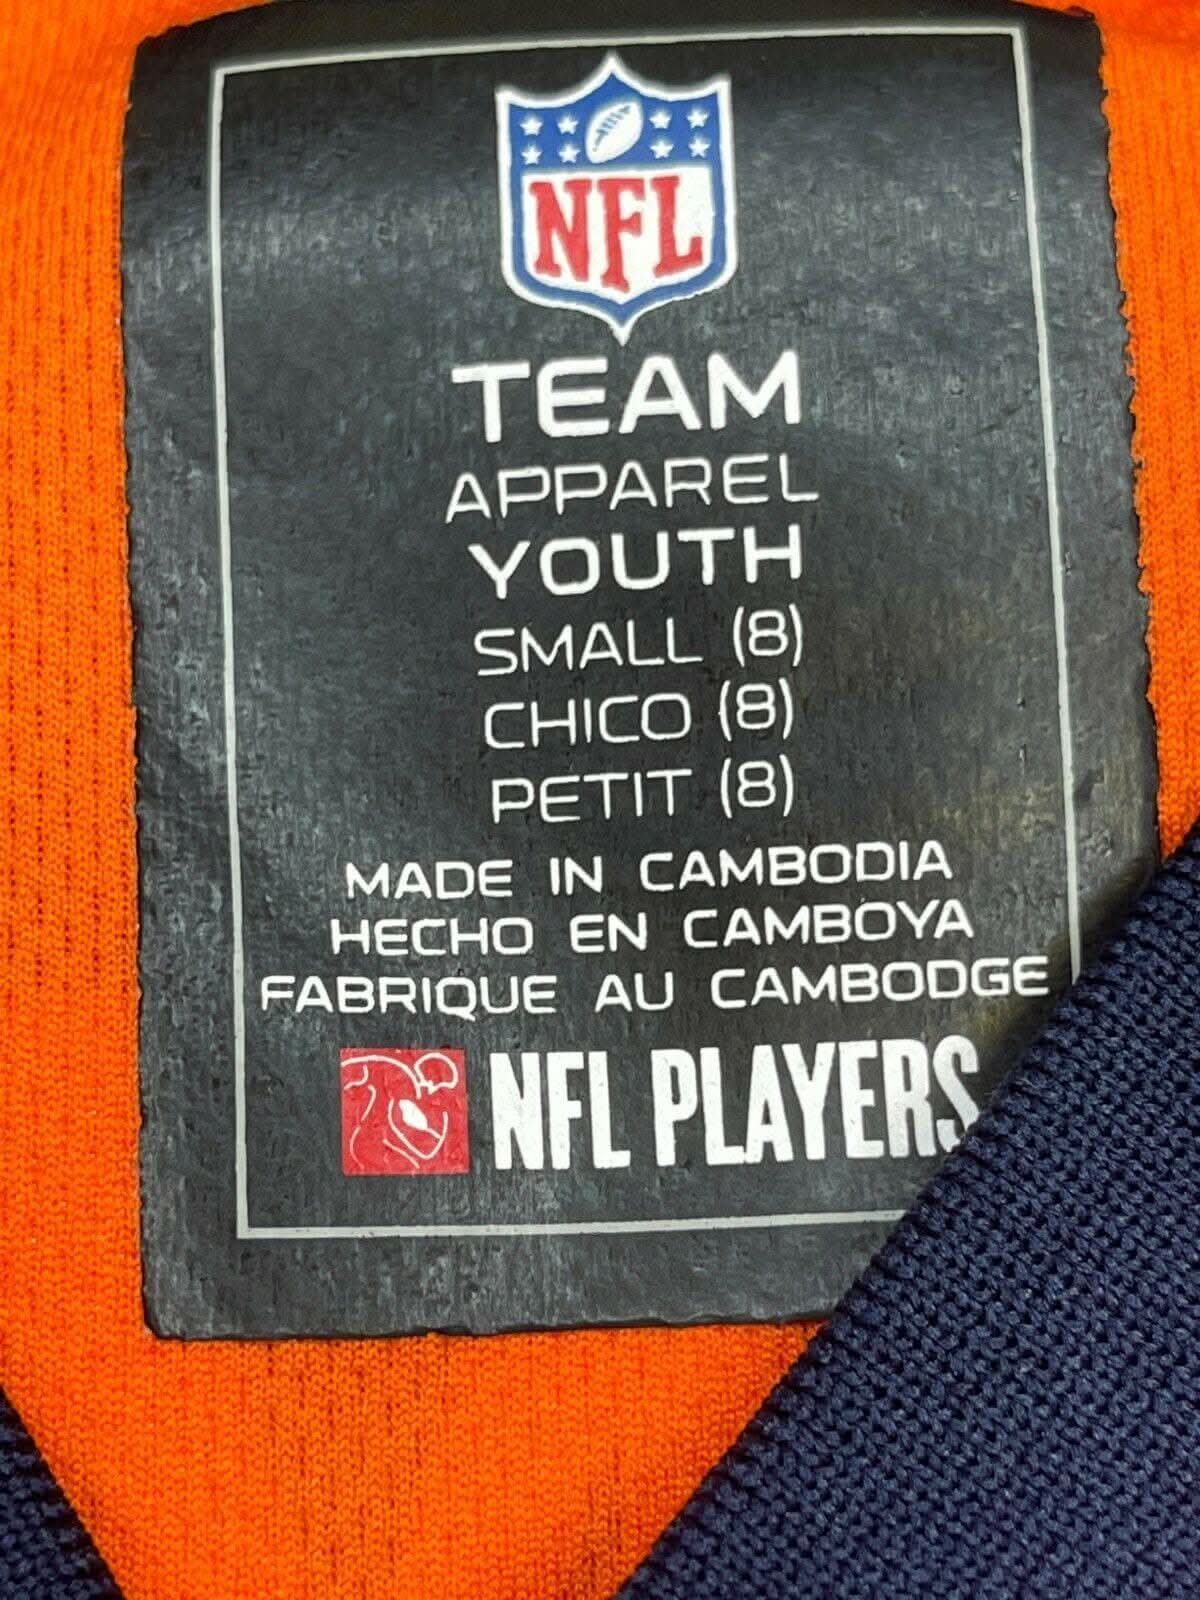 NFL
TEAM
APPAREL
YOUTH
SMALL (8)
CHICO (8)
PETIT (8)
MADE IN CAMBODIA
HECHO EN CAMBOYA
FABRIQUE AU CAMBODGE
NFL PLAYERS